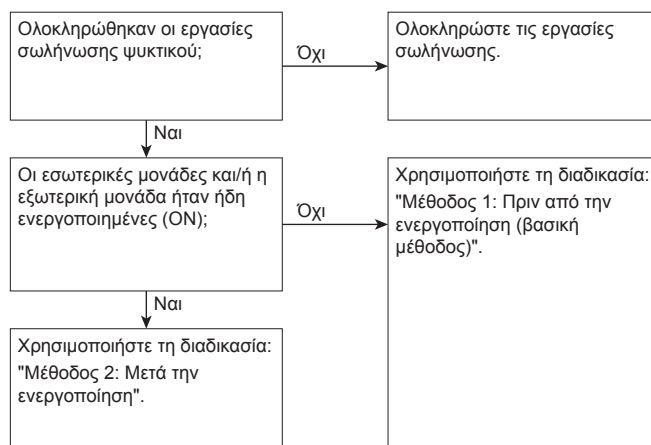 Ολοκληρώθηκαν οι εργασίες
σωλήνωσης ψυκτικού;
Όχι
Ολοκληρώστε τις εργασίες
σωλήνωσης.
Ναι
Οι εσωτερικές μονάδες και/ή η
εξωτερική μονάδα ήταν ήδη
ενεργοποιημένες (ON);
Όχι
Χρησιμοποιήστε τη διαδικασία:
"Μέθοδος 1: Πριν από την
ενεργοποίηση (βασική
μέθοδος)".
Ναι
Χρησιμοποιήστε τη διαδικασία:
"Μέθοδος 2: Μετά την
ενεργοποίηση".